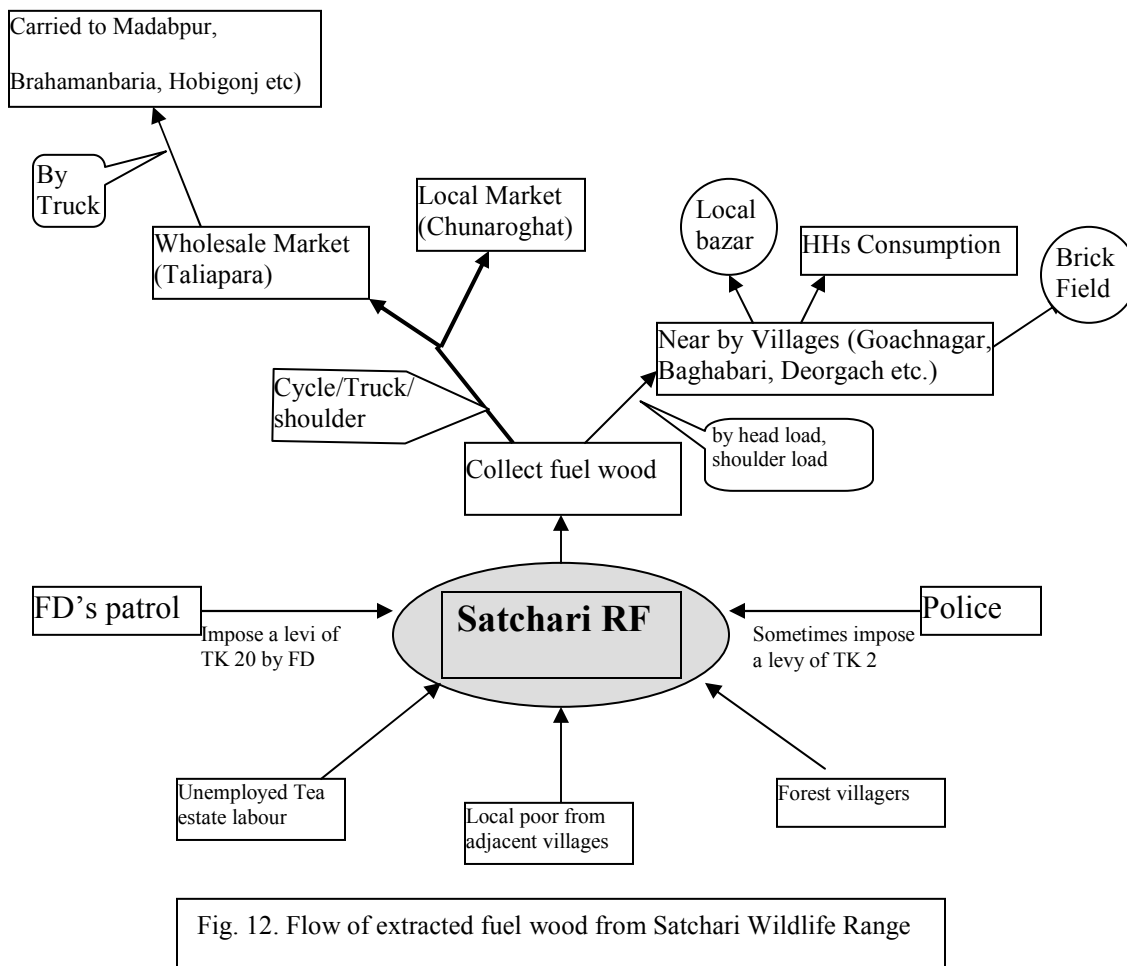 Carried to Madabpur,
Brahamanbaria, Hobigonj etc)
By
Truck
Wholesale Market
(Taliapara)
Local Market
(Chunaroghat)
Local
bazar
HHs Consumption
Brick
Field
Near by Villages (Goachnagar,
Baghabari, Deorgach etc.)
Cycle/Truck/
shoulder
by head load,
shoulder load
Collect fuel wood
FD’s patrol
Impose a levi of
TK 20 by FD
Satchari RF
Police
Sometimes impose
a levy of TK 2
Unemployed Tea
estate labour
Local poor from
adjacent villages
Forest villagers
Fig. 12. Flow of extracted fuel wood from Satchari Wildlife Range